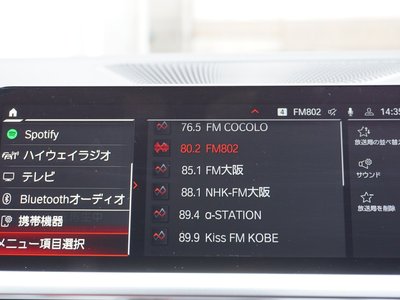 4 FM802 14:35
Spotify
ハイウェイラジオ
テレビ
Bluetoothオーディオ
携帯機器
メニュー項目選択
76.5 FM COCOLO
80.2 FM802
85.1 FM大阪
88.1 NHK-FM大阪
89.4 α-STATION
89.9 Kiss FM KOBE
放送局の並べ替え
サウンド
放送局を削除